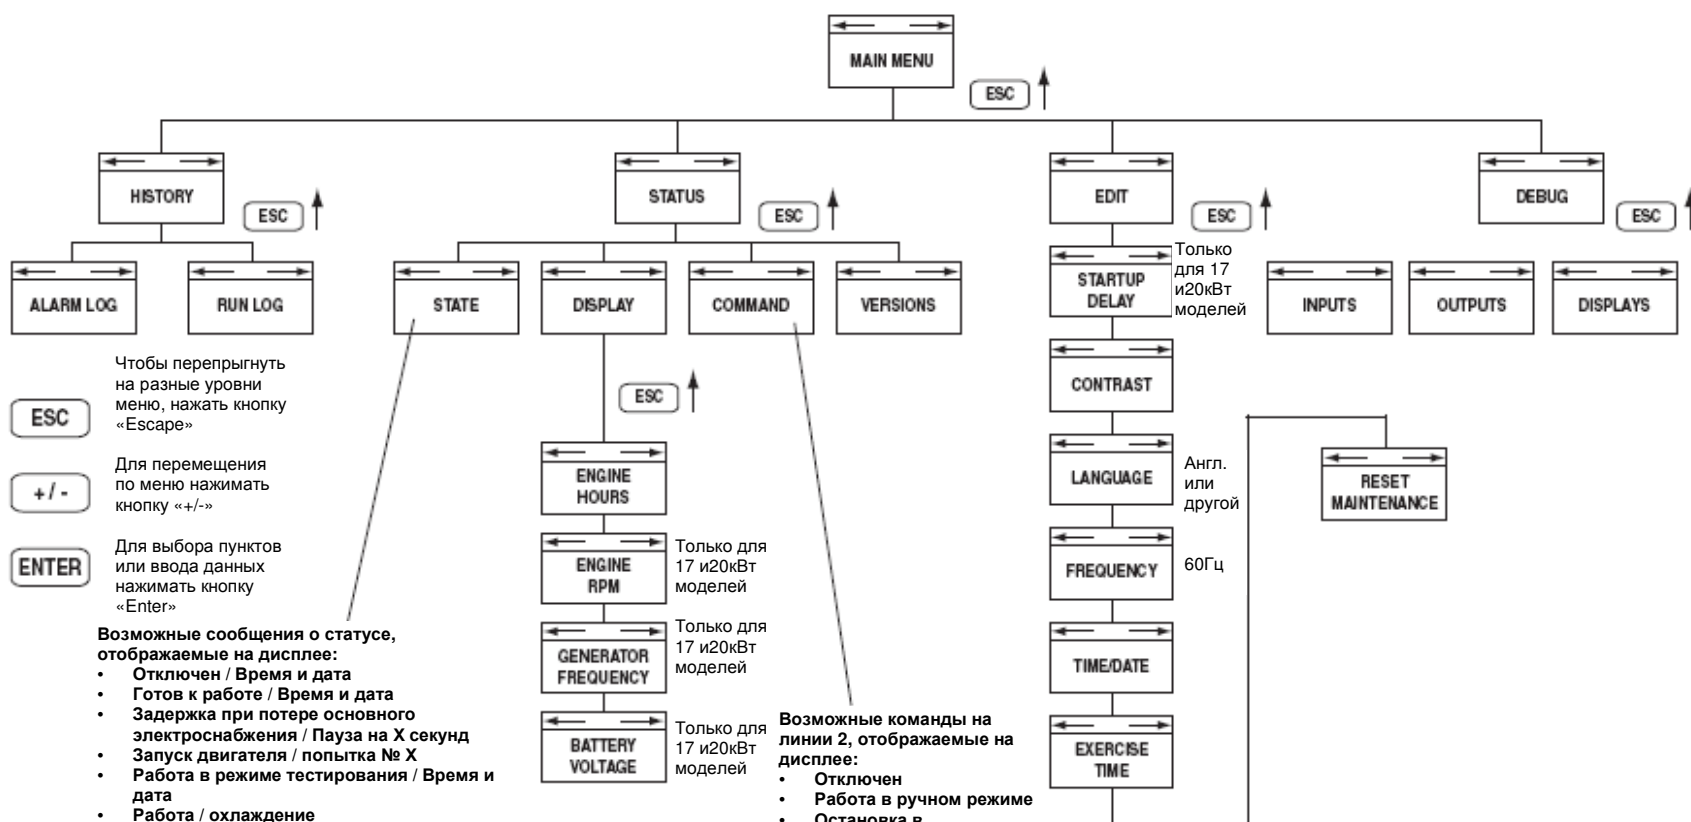 MAIN MENU
ESC
HISTORY
ESC
STATUS
ESC
EDIT
ESC
DEBUG
ESC
ALARM LOG
RUN LOG
STATE
DISPLAY
COMMAND
VERSIONS
STARTUP
DELAY
Только
для 17
и20кВт
моделей
INPUTS
OUTPUTS
DISPLAYS
ESC
Чтобы перепрыгнуть
на разные уровни
меню, нажать кнопку
«Escape»
+ / -
Для перемещения
по меню нажимать
кнопку «+/-»
ENTER
Для выбора пунктов
или ввода данных
нажимать кнопку
«Enter»
ESC
ENGINE
HOURS
ENGINE
RPM
Только для
17 и20кВт
моделей
GENERATOR
FREQUENCY
Только для
17 и20кВт
моделей
BATTERY
VOLTAGE
Только для
17 и20кВт
моделей
CONTRAST
LANGUAGE
Англ.
или
другой
FREQUENCY
60Гц
TIME/DATE
EXERCISE
TIME
RESET
MAINTENANCE
Возможные сообщения о статусе,
отображаемые на дисплее:
• Отключен / Время и дата
• Готов к работе / Время и дата
• Задержка при потере основного
электроснабжения / Пауза на X секунд
• Запуск двигателя / попытка № X
• Работа в режиме тестирования / Время и
дата
• Работа / охлаждение
Возможные команды на
линии 2, отображаемые на
дисплее:
• Отключен
• Работа в ручном режиме
• Остановка в